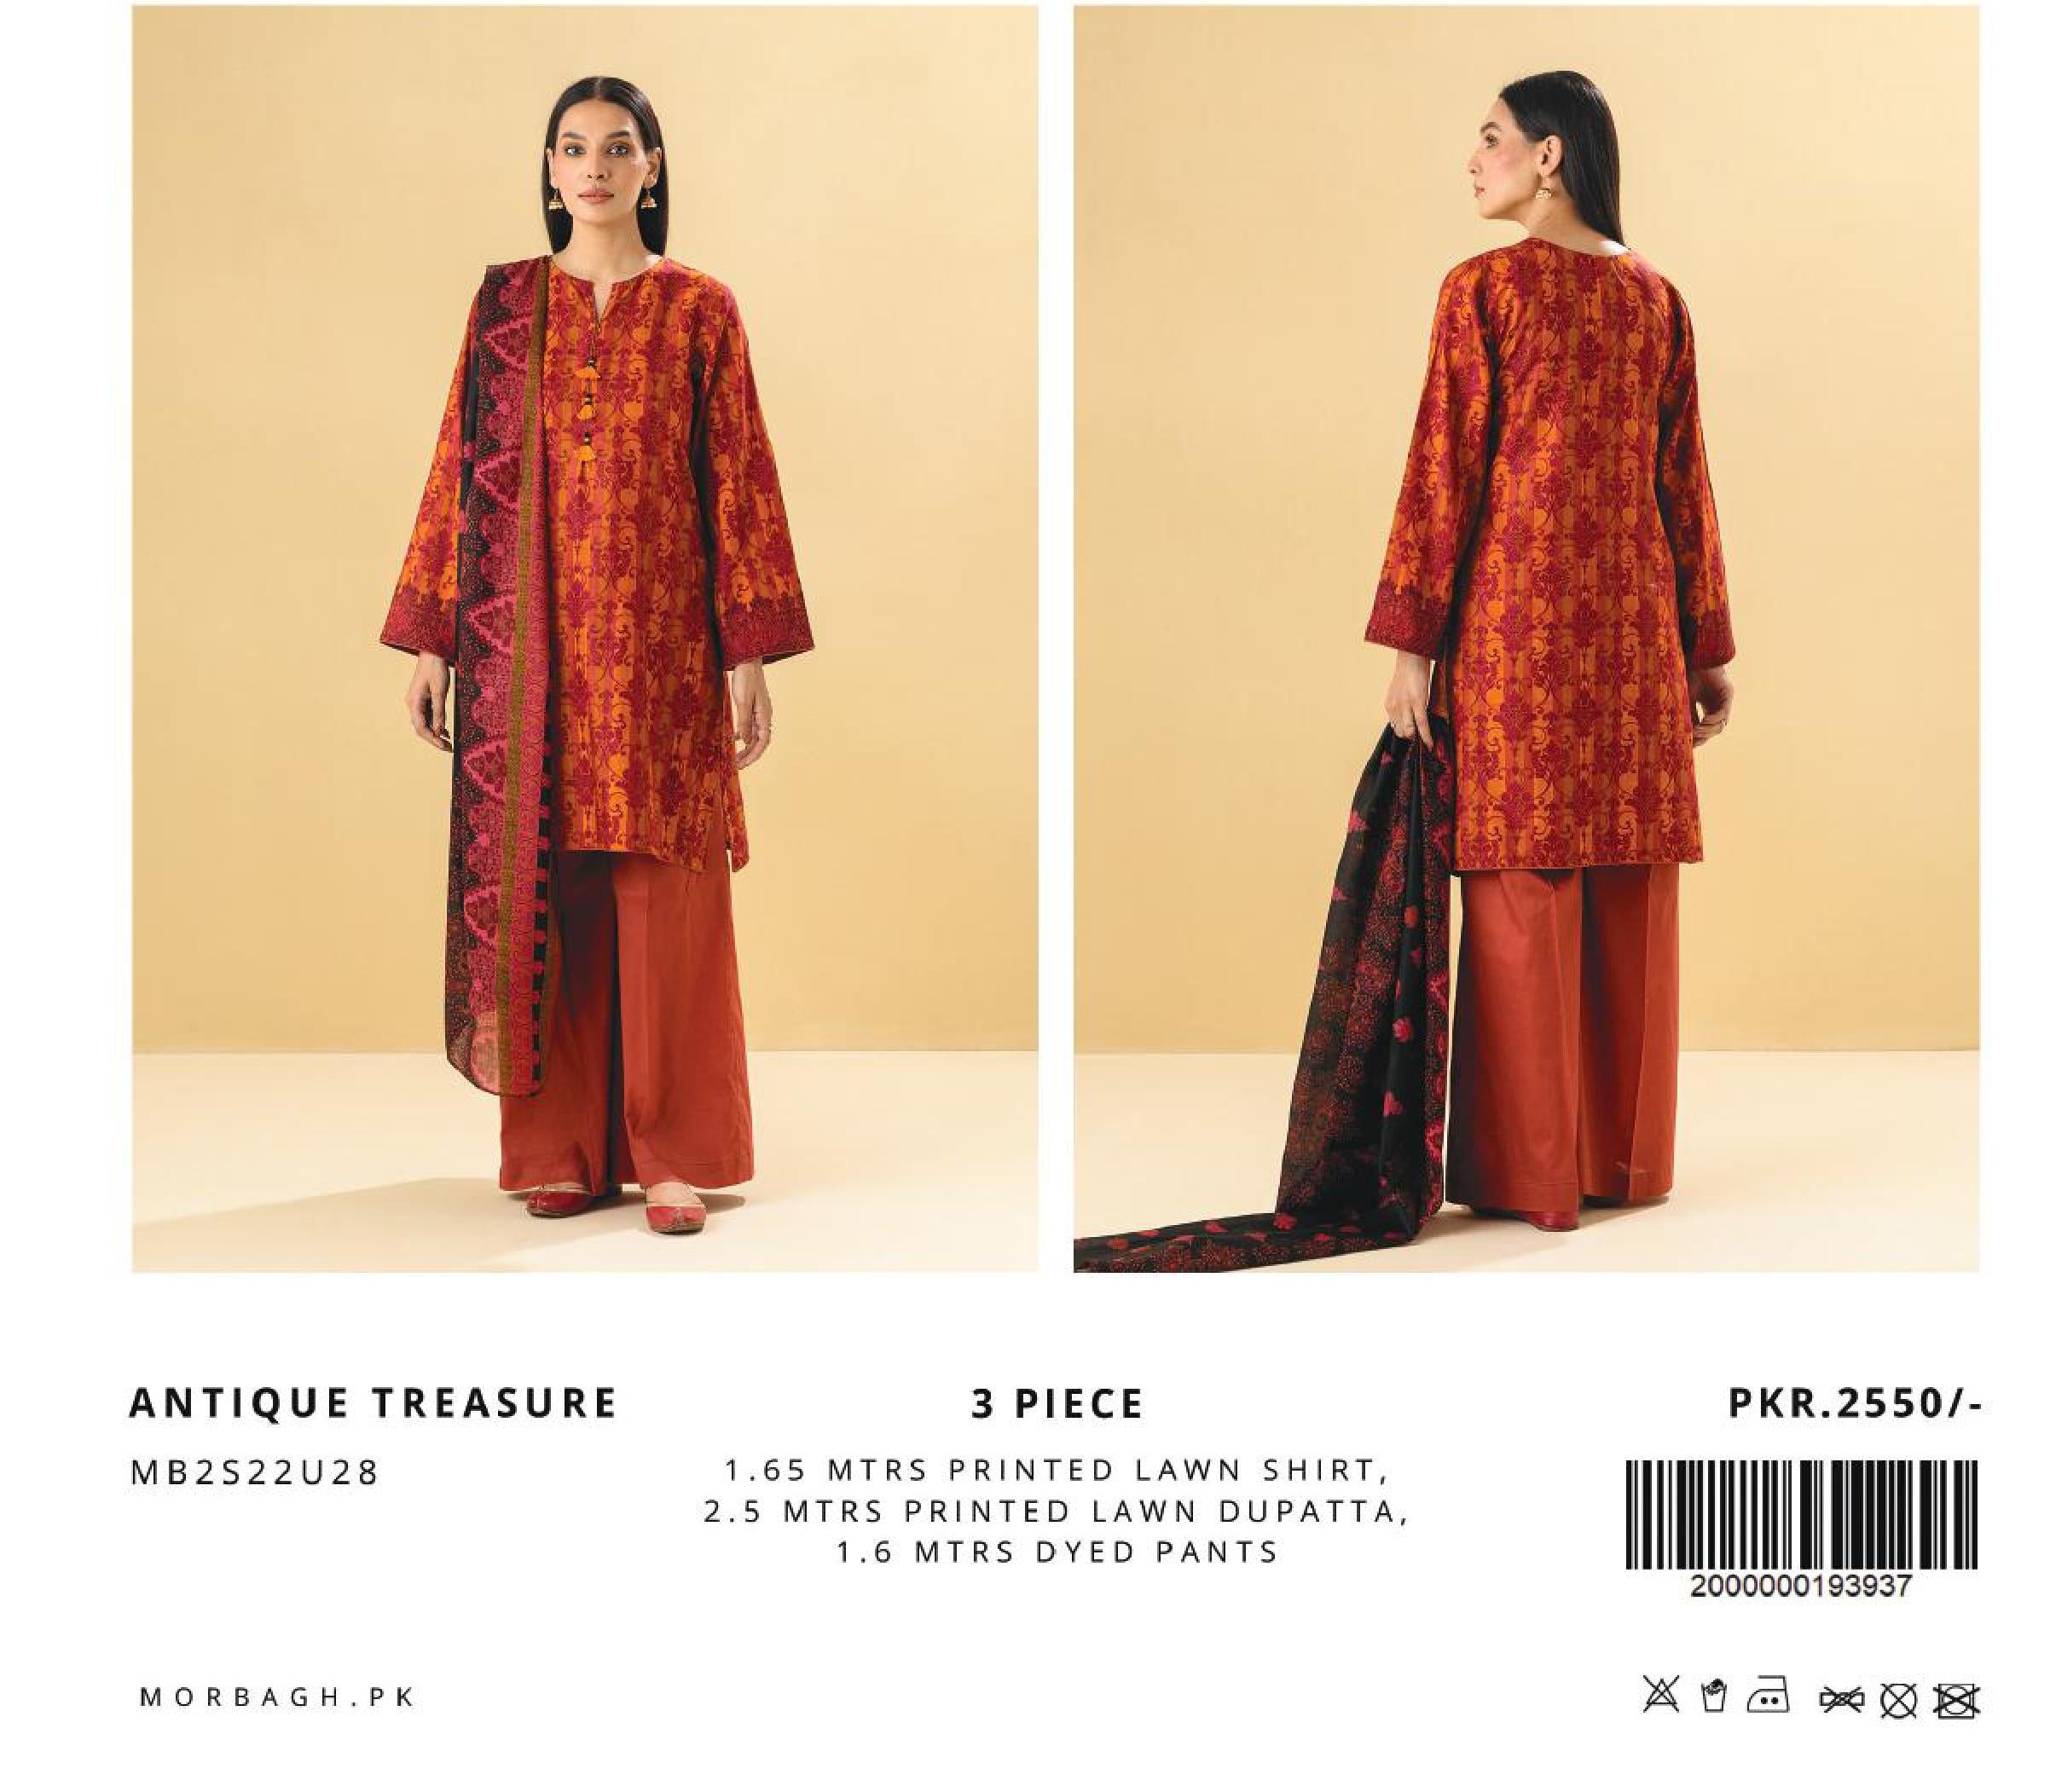 ANTIQUE TREASURE
MB2S22U28
3 PIECE
1.65 MTRS PRINTED LAWN SHIRT,
2.5 MTRS PRINTED LAWN DUPATTA,
1.6 MTRS DYED PANTS
PKR.2550/-
2000000193937
MORBAGH.PK